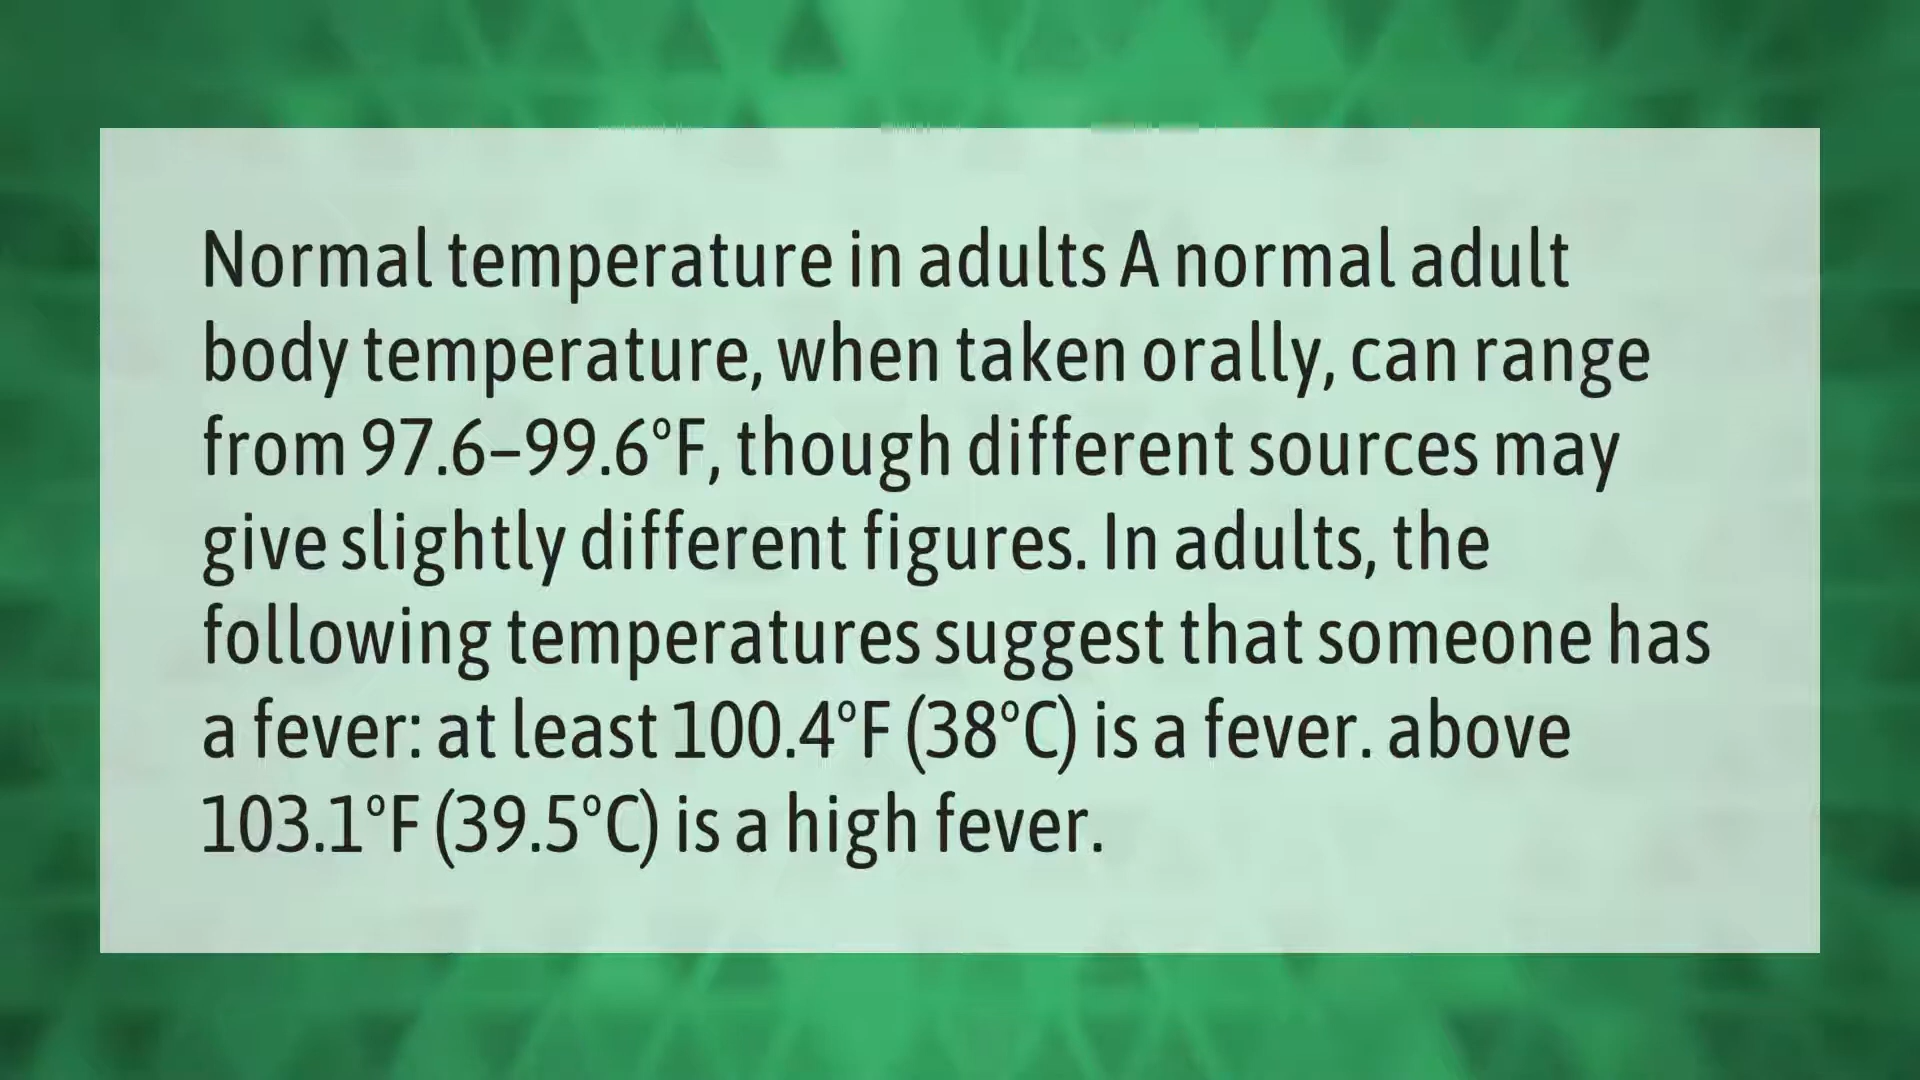 Normal temperature in adults A normal adult
body temperature, when taken orally, can range
from 97.6–99.6°F, though different sources may
give slightly different figures. In adults, the
following temperatures suggest that someone has
a fever: at least 100.4°F (38°C) is a fever. above
103.1°F (39.5°C) is a high fever.